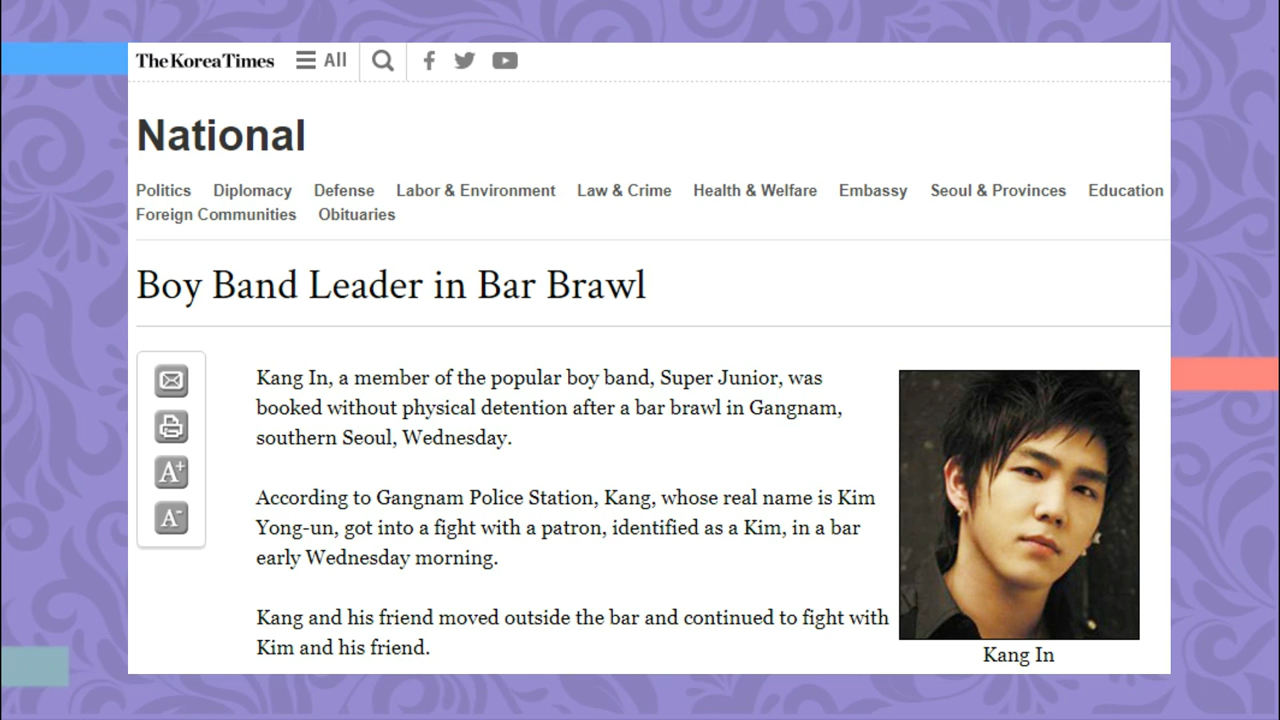 The Korea Times
All
National
Politics Diplomacy Defense Labor & Environment Law & Crime Health & Welfare Embassy Seoul & Provinces Education
Foreign Communities Obituaries
Boy Band Leader in Bar Brawl
Kang In, a member of the popular boy band, Super Junior, was
booked without physical detention after a bar brawl in Gangnam,
southern Seoul, Wednesday.
According to Gangnam Police Station, Kang, whose real name is Kim
Yong-un, got into a fight with a patron, identified as a Kim, in a bar
early Wednesday morning.
Kang and his friend moved outside the bar and continued to fight with
Kim and his friend.
A+
A-
Kang In